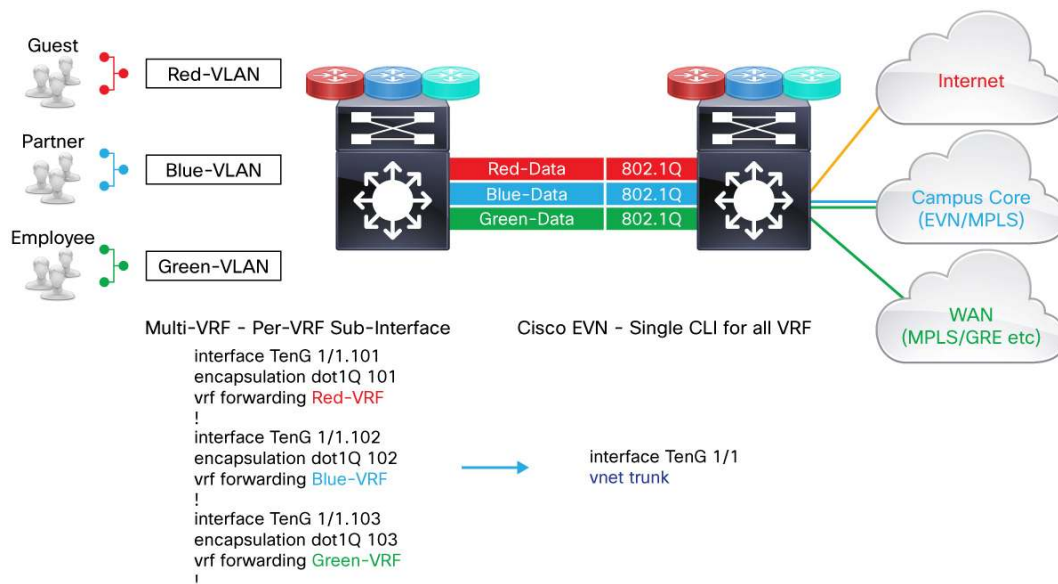 Guest
Red-VLAN
Partner
Blue-VLAN
Employee
Green-VLAN
Red-Data 802.1Q
Blue-Data 802.1Q
Green-Data 802.1Q
Internet
Campus Core
(EVN/MPLS)
WAN
(MPLS/GRE etc)
Multi-VRF - Per-VRF Sub-Interface
interface TenG 1/1.101
encapsulation dot1Q 101
vrf forwarding Red-VRF
!
interface TenG 1/1.102
encapsulation dot1Q 102
vrf forwarding Blue-VRF
!
interface TenG 1/1.103
encapsulation dot1Q 103
vrf forwarding Green-VRF
!
Cisco EVN - Single CLI for all VRF
interface TenG 1/1
vnet trunk